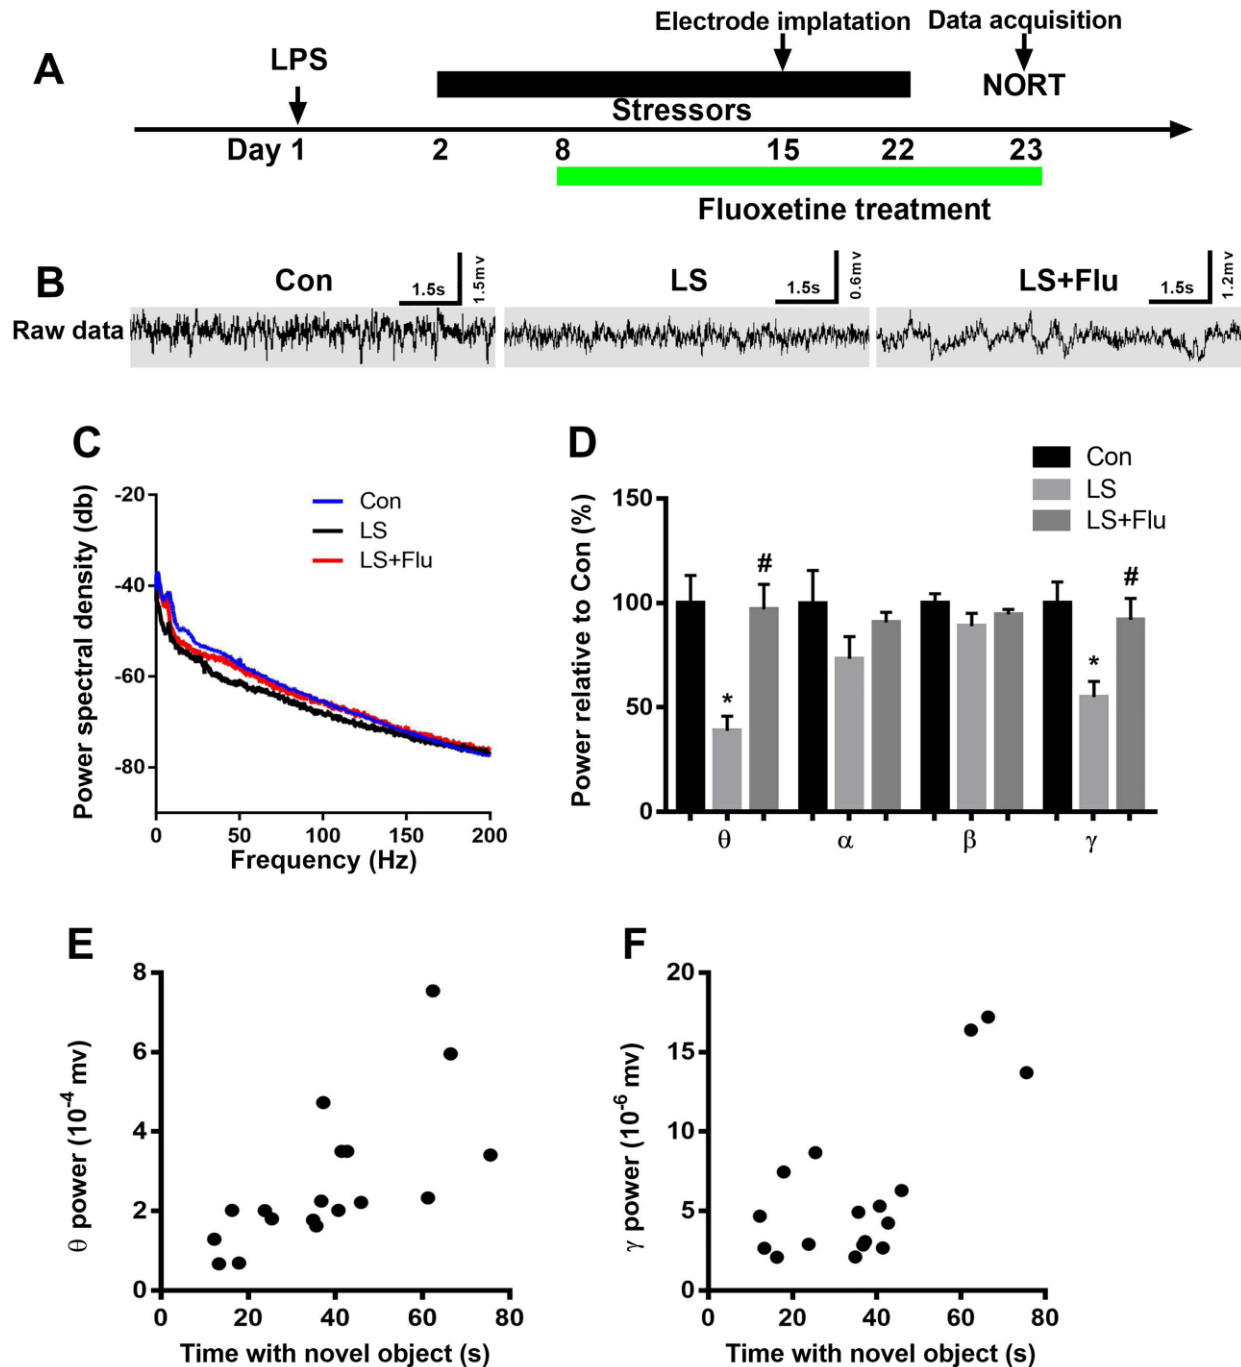 A
LPS
Electrode implatation
Data acquisition
NORT
Stressors
Day 1
2
8
15
22
23
Fluoxetine treatment
B
Con
1.5s
1.5mv
LS
1.5s
0.6mv
LS+Flu
1.5s
1.2mv
Raw data
C
Power spectral density (db)
-20
-40
-60
-80
Con
LS
LS+Flu
0 50 100 150 200
Frequency (Hz)
D
Power relative to Con (%)
150
100
50
0
Con
LS
LS+Flu
*
#
*
#
θ α β γ
E
θ power (10⁻⁴ mv)
8
6
4
2
0
0 20 40 60 80
Time with novel object (s)
F
γ power (10⁻⁶ mv)
20
15
10
5
0
0 20 40 60 80
Time with novel object (s)